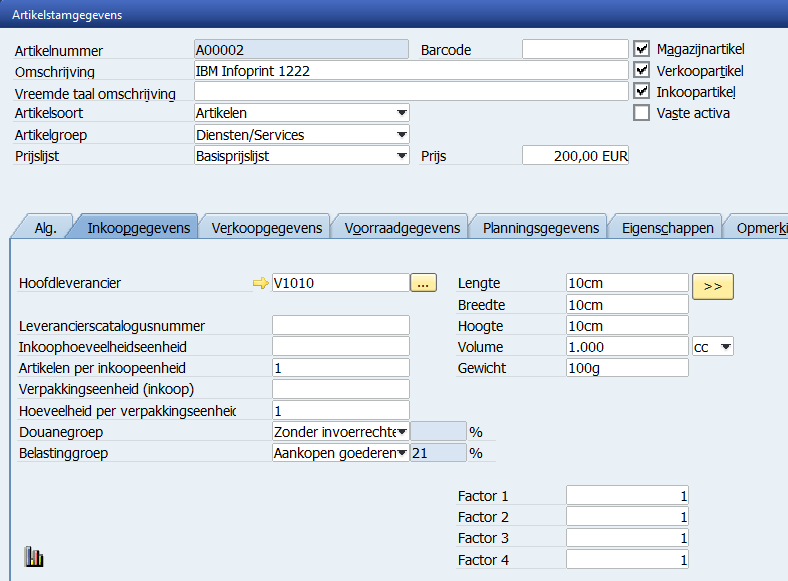 Artikelstamgegevens
Artikelnummer A00002 Barcode Magazijnartikel
Omschrijving IBM Infoprint 1222 Verkoopartikel
Vreemde taal omschrijving Inkoopartikel
Artikelsoort Artikelen Vaste activa
Artikelgroep Diensten/Services
Prijslijst Basisprijslijst Prijs 200,00 EUR
Alg. Inkoopgegevens Verkoopgegevens Voorraadgegevens Planningsgegevens Eigenschappen Opmerki
Hoofdleverancier V1010 ... Lengte 10cm >>
Breedte 10cm
Leverancierscatalogusnummer Hoogte 10cm
Inkoophoeveelheidseenheid Volume 1.000 cc
Artikelen per inkoopeenheid 1 Gewicht 100g
Verpakkingseenheid (inkoop)
Hoeveelheid per verpakkingseenheid 1
Douanegroep Zonder invoerrechte %
Belastinggroep Aankopen goederen 21 %
Factor 1 1
Factor 2 1
Factor 3 1
Factor 4 1